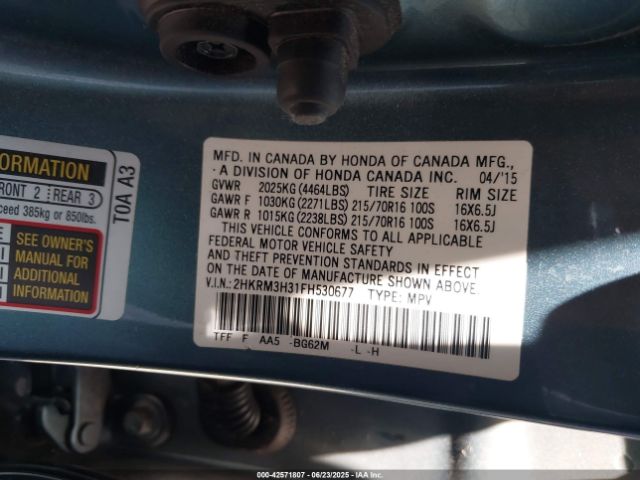 ORMATION
FRONT 2 REAR 3
ceed 385kg or 850lbs.
SEE OWNER'S
MANUAL FOR
ADDITIONAL
INFORMATION
T0A A3
MFD. IN CANADA BY HONDA OF CANADA MFG.,
A DIVISION OF HONDA CANADA INC. 04/'15
GVWR 2025KG (4464LBS) TIRE SIZE RIM SIZE
GAWR F 1030KG (2271LBS) 215/70R16 100S 16X6.5J
GAWR R 1015KG (2238LBS) 215/70R16 100S 16X6.5J
THIS VEHICLE CONFORMS TO ALL APPLICABLE
FEDERAL MOTOR VEHICLE SAFETY
AND THEFT PREVENTION STANDARDS IN EFFECT
ON THE DATE OF MANUFACTURE SHOWN ABOVE.
V.I.N.: 2HKRM3H31FH530677 TYPE: MPV
TFF F AA5 -BG62M -L -H
000-42571807 - 06/23/2025 - IAAI.com